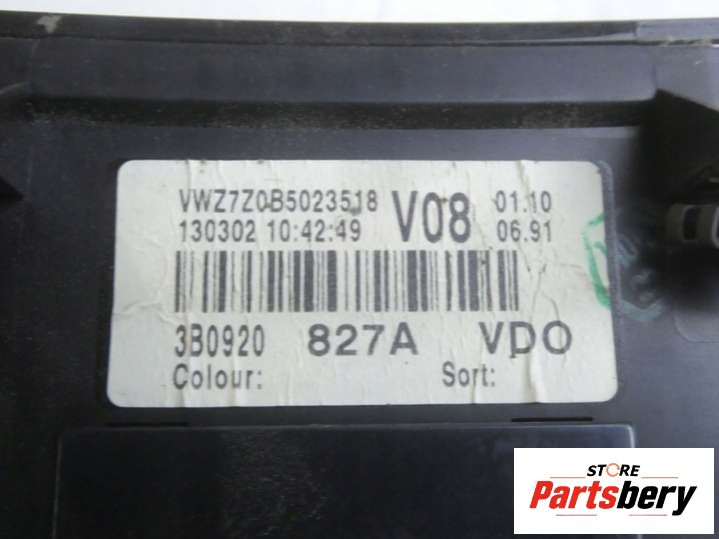 VWZ7Z0B5023518 V08 01.10
130302 10:42:49 06.91
3B0920 827A VDO
Colour: Sort:
STORE
Partsbery